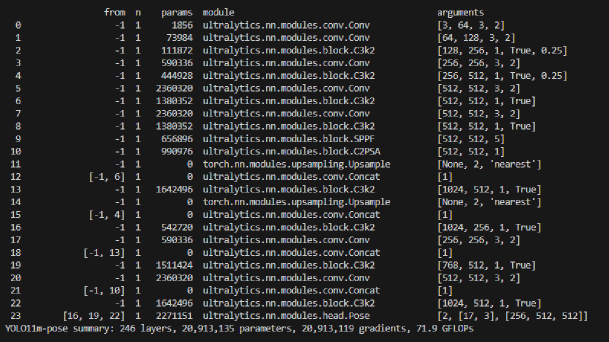 from n params module arguments
0 -1 1 1856 ultralytics.nn.modules.conv.Conv [3, 64, 3, 2]
1 -1 1 73984 ultralytics.nn.modules.conv.Conv [64, 128, 3, 2]
2 -1 1 111872 ultralytics.nn.modules.block.C3k2 [128, 256, 1, True, 0.25]
3 -1 1 590336 ultralytics.nn.modules.conv.Conv [256, 256, 3, 2]
4 -1 1 444928 ultralytics.nn.modules.block.C3k2 [256, 512, 1, True, 0.25]
5 -1 1 2360320 ultralytics.nn.modules.conv.Conv [512, 512, 3, 2]
6 -1 1 1380352 ultralytics.nn.modules.block.C3k2 [512, 512, 1, True]
7 -1 1 2360320 ultralytics.nn.modules.conv.Conv [512, 512, 3, 2]
8 -1 1 1380352 ultralytics.nn.modules.block.C3k2 [512, 512, 1, True]
9 -1 1 656896 ultralytics.nn.modules.block.SPPF [512, 512, 5]
10 -1 1 990976 ultralytics.nn.modules.block.C2PSA [512, 512, 1]
11 -1 1 0 torch.nn.modules.upsampling.Upsample [None, 2, 'nearest']
12 [-1, 6] 1 0 ultralytics.nn.modules.conv.Concat [1]
13 -1 1 1642496 ultralytics.nn.modules.block.C3k2 [1024, 512, 1, True]
14 -1 1 0 torch.nn.modules.upsampling.Upsample [None, 2, 'nearest']
15 [-1, 4] 1 0 ultralytics.nn.modules.conv.Concat [1]
16 -1 1 542720 ultralytics.nn.modules.block.C3k2 [1024, 256, 1, True]
17 -1 1 590336 ultralytics.nn.modules.conv.Conv [256, 256, 3, 2]
18 [-1, 13] 1 0 ultralytics.nn.modules.conv.Concat [1]
19 -1 1 1511424 ultralytics.nn.modules.block.C3k2 [768, 512, 1, True]
20 -1 1 2360320 ultralytics.nn.modules.conv.Conv [512, 512, 3, 2]
21 [-1, 10] 1 0 ultralytics.nn.modules.conv.Concat [1]
22 -1 1 1642496 ultralytics.nn.modules.block.C3k2 [1024, 512, 1, True]
23 [16, 19, 22] 1 2271151 ultralytics.nn.modules.head.Pose [2, [17, 3], [256, 512, 512]]
YOLO11m-pose summary: 246 layers, 20,913,135 parameters, 20,913,119 gradients, 71.9 GFLOPs